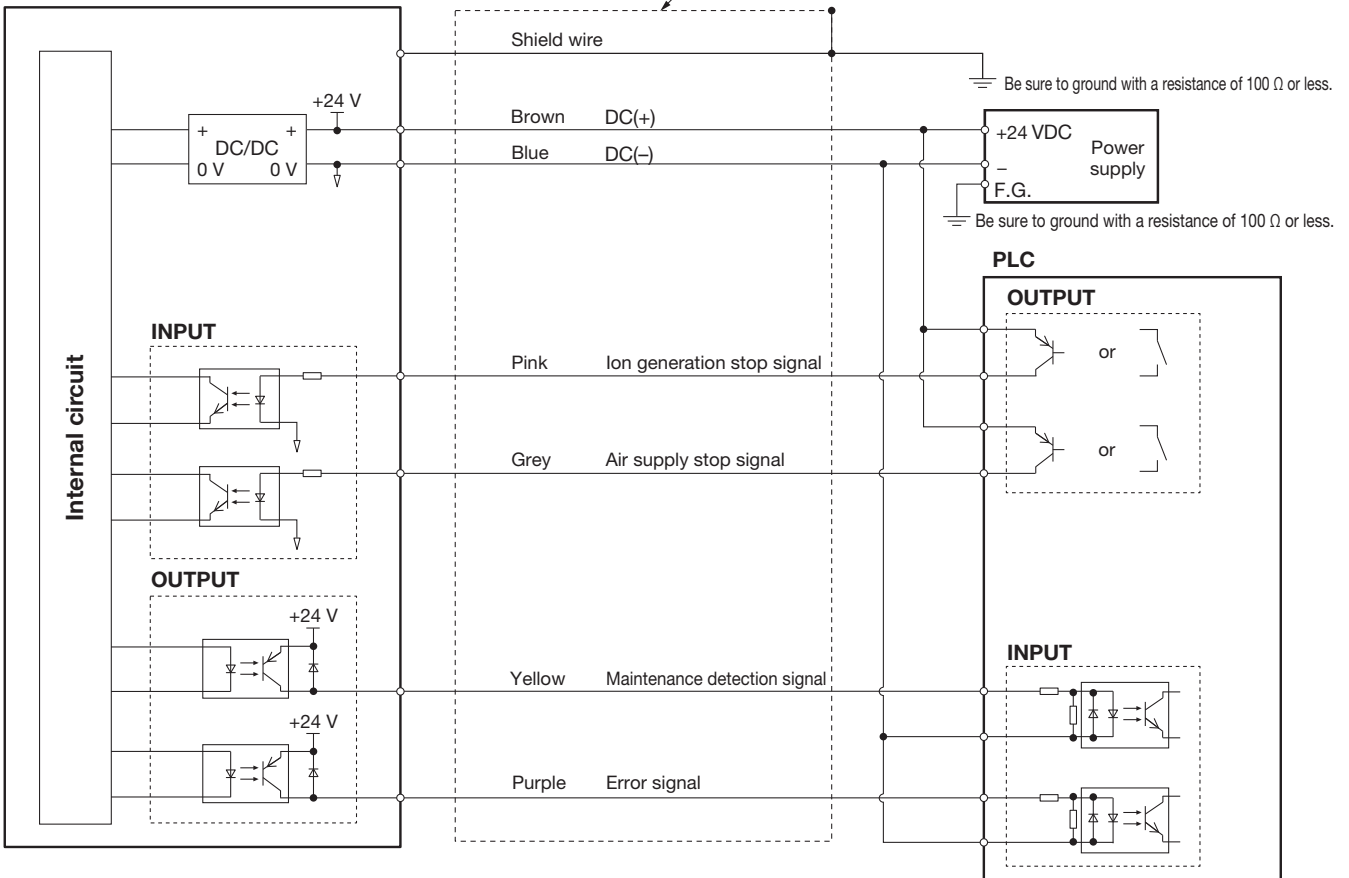 Shield wire
Be sure to ground with a resistance of 100 Ω or less.
+24 V
Brown DC(+)
Blue DC(–)
+ +
DC/DC
0 V 0 V
+24 VDC
Power
supply
–
F.G.
Be sure to ground with a resistance of 100 Ω or less.
PLC
OUTPUT
INPUT
Pink Ion generation stop signal
or
Grey Air supply stop signal
or
Internal circuit
OUTPUT
+24 V
INPUT
Yellow Maintenance detection signal
+24 V
Purple Error signal